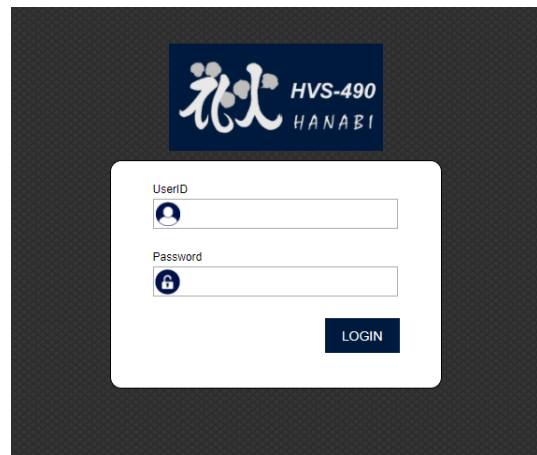 花火
HVS-490
HANABI
UserID
Password
LOGIN